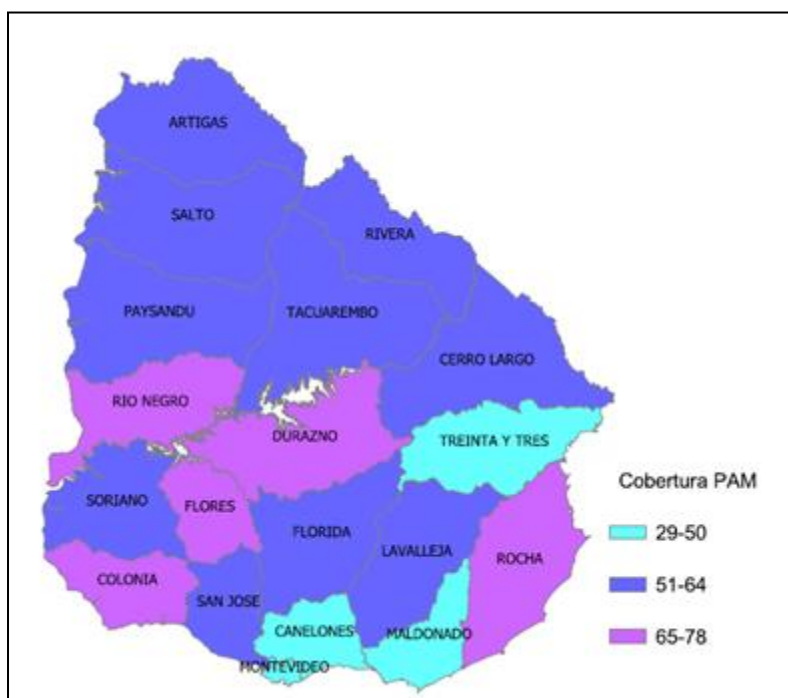 ARTIGAS
SALTO
RIVERA
PAYSANDU
TACUAREMBO
CERRO LARGO
RIO NEGRO
DURAZNO
TREINTA Y TRES
SORIANO
FLORES
FLORIDA
LAVALLEJA
ROCHA
COLONIA
SAN JOSE
CANELONES
MALDONADO
MONTEVIDEO
Cobertura PAM
29-50
51-64
65-78